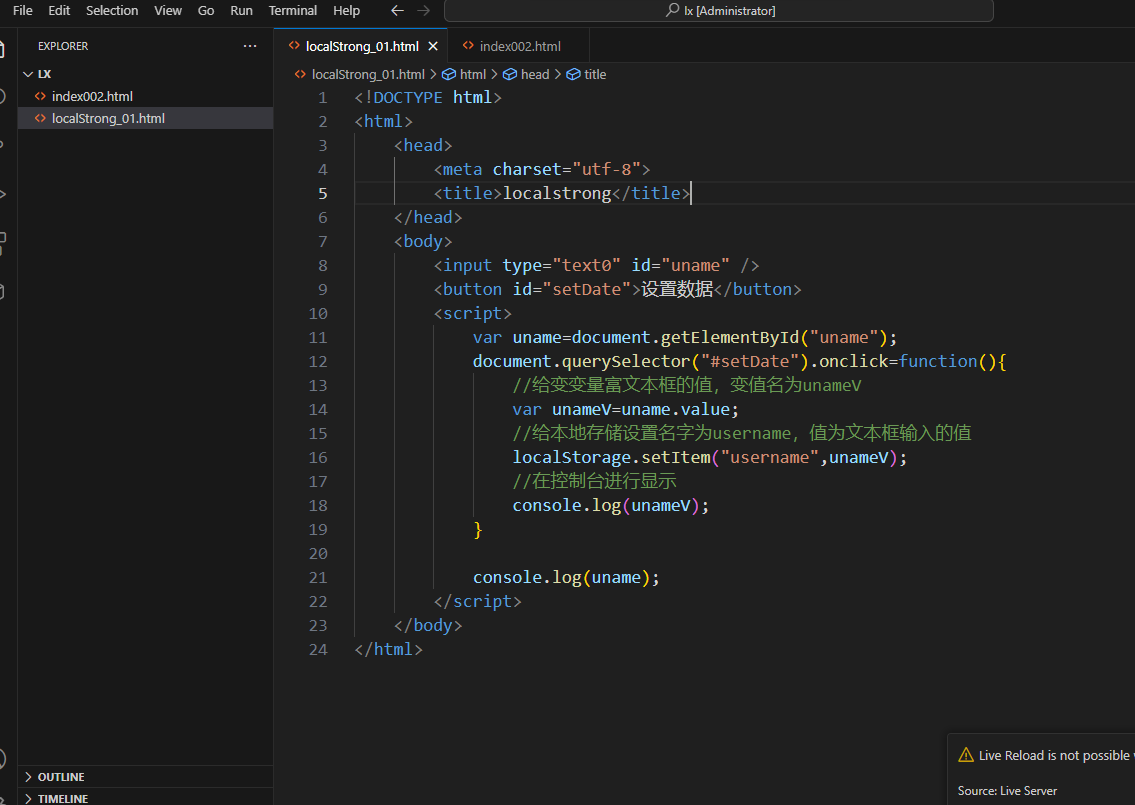 File Edit Selection View Go Run Terminal Help
lx [Administrator]
EXPLORER
LX
index002.html
localStrong_01.html
OUTLINE
TIMELINE
localStrong_01.html
index002.html
localStrong_01.html > html > head > title
1 <!DOCTYPE html>
2 <html>
3 <head>
4 <meta charset="utf-8">
5 <title>localstrong</title>
6 </head>
7 <body>
8 <input type="text0" id="uname" />
9 <button id="setDate">设置数据</button>
10 <script>
11 var uname=document.getElementById("uname");
12 document.querySelector("#setDate").onclick=function(){
13 //给变变量富文本框的值，变值名为unameV
14 var unameV=uname.value;
15 //给本地存储设置名字为username，值为文本框输入的值
16 localStorage.setItem("username",unameV);
17 //在控制台进行显示
18 console.log(unameV);
19 }
20
21 console.log(uname);
22 </script>
23 </body>
24 </html>
Live Reload is not possible
Source: Live Server